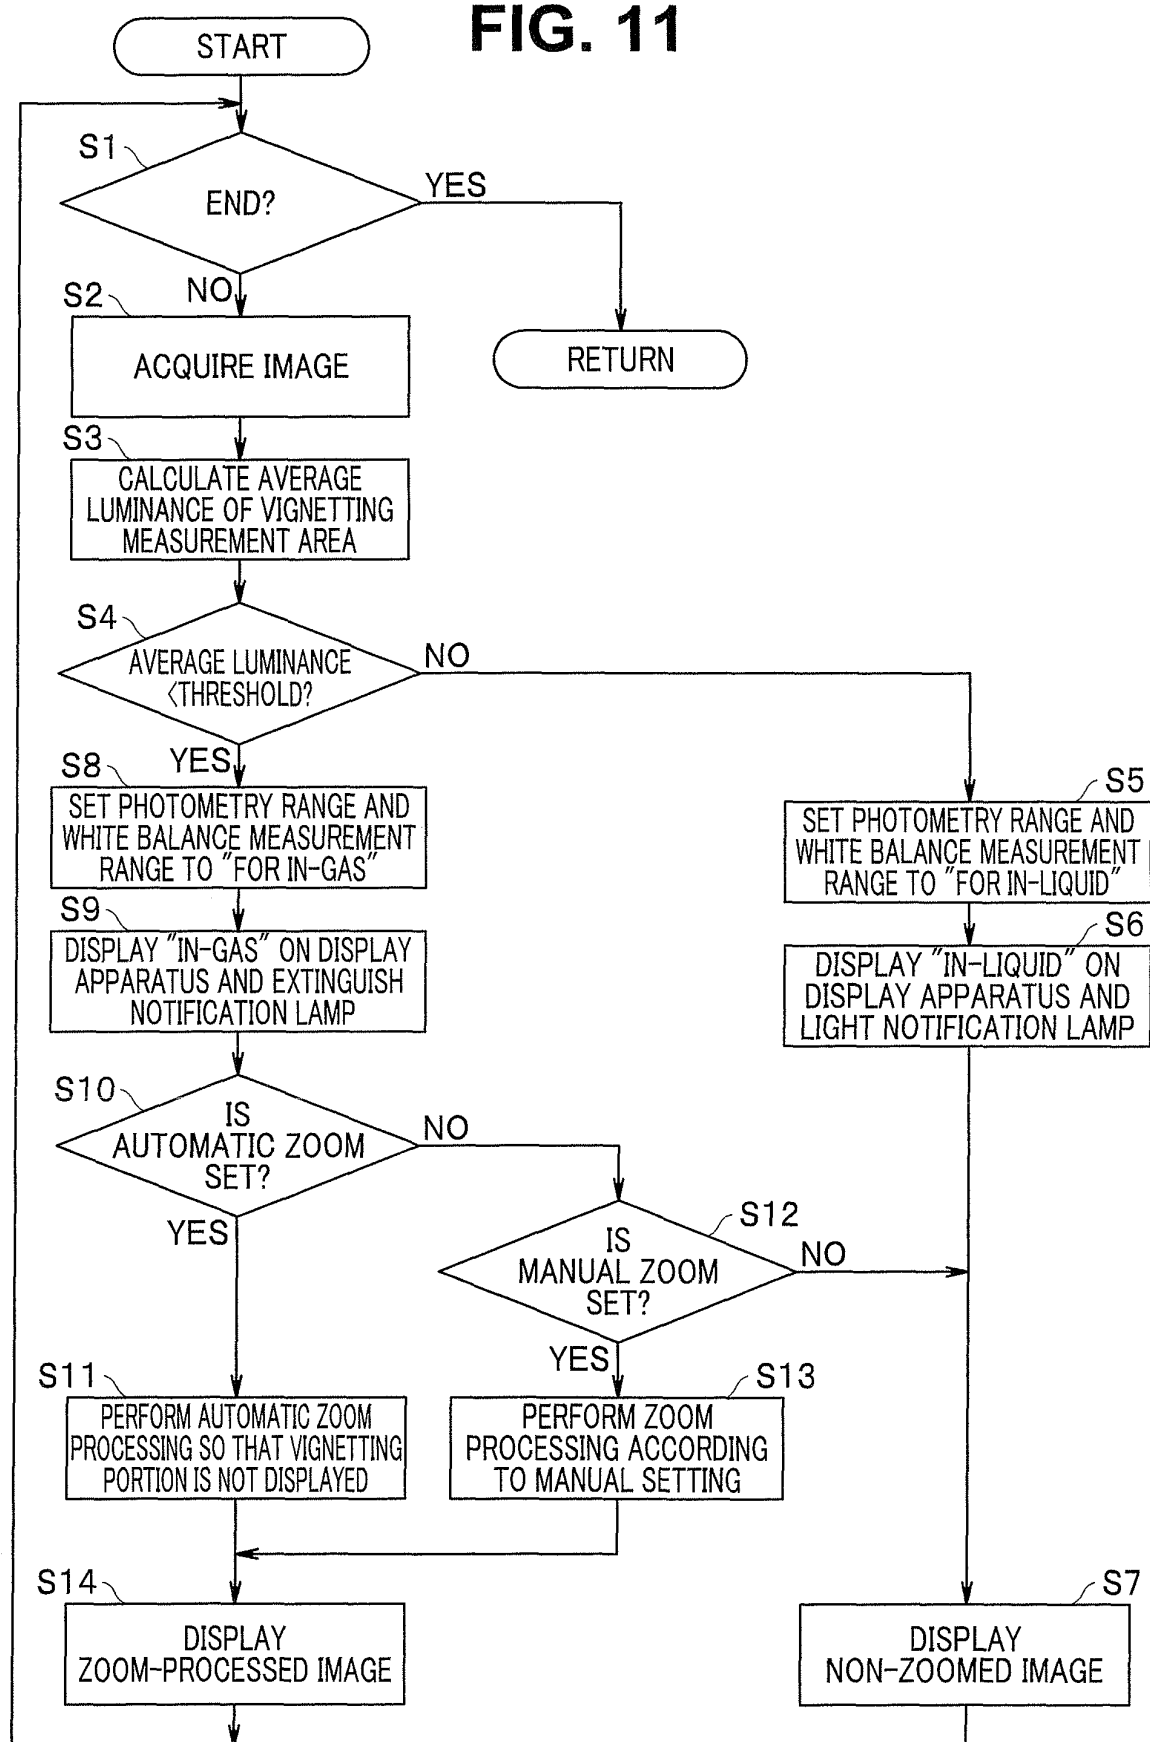 FIG. 11
START
S1
END?
YES
NO
RETURN
S2
ACQUIRE IMAGE
S3
CALCULATE AVERAGE
LUMINANCE OF VIGNETTING
MEASUREMENT AREA
S4
AVERAGE LUMINANCE
<THRESHOLD?
NO
YES
S8
SET PHOTOMETRY RANGE AND
WHITE BALANCE MEASUREMENT
RANGE TO "FOR IN-GAS"
S5
SET PHOTOMETRY RANGE AND
WHITE BALANCE MEASUREMENT
RANGE TO "FOR IN-LIQUID"
S9
DISPLAY "IN-GAS" ON DISPLAY
APPARATUS AND EXTINGUISH
NOTIFICATION LAMP
S6
DISPLAY "IN-LIQUID" ON
DISPLAY APPARATUS AND
LIGHT NOTIFICATION LAMP
S10
IS
AUTOMATIC ZOOM
SET?
NO
YES
S12
IS
MANUAL ZOOM
SET?
NO
YES
S11
PERFORM AUTOMATIC ZOOM
PROCESSING SO THAT VIGNETTING
PORTION IS NOT DISPLAYED
S13
PERFORM ZOOM
PROCESSING ACCORDING
TO MANUAL SETTING
S14
DISPLAY
ZOOM-PROCESSED IMAGE
S7
DISPLAY
NON-ZOOMED IMAGE